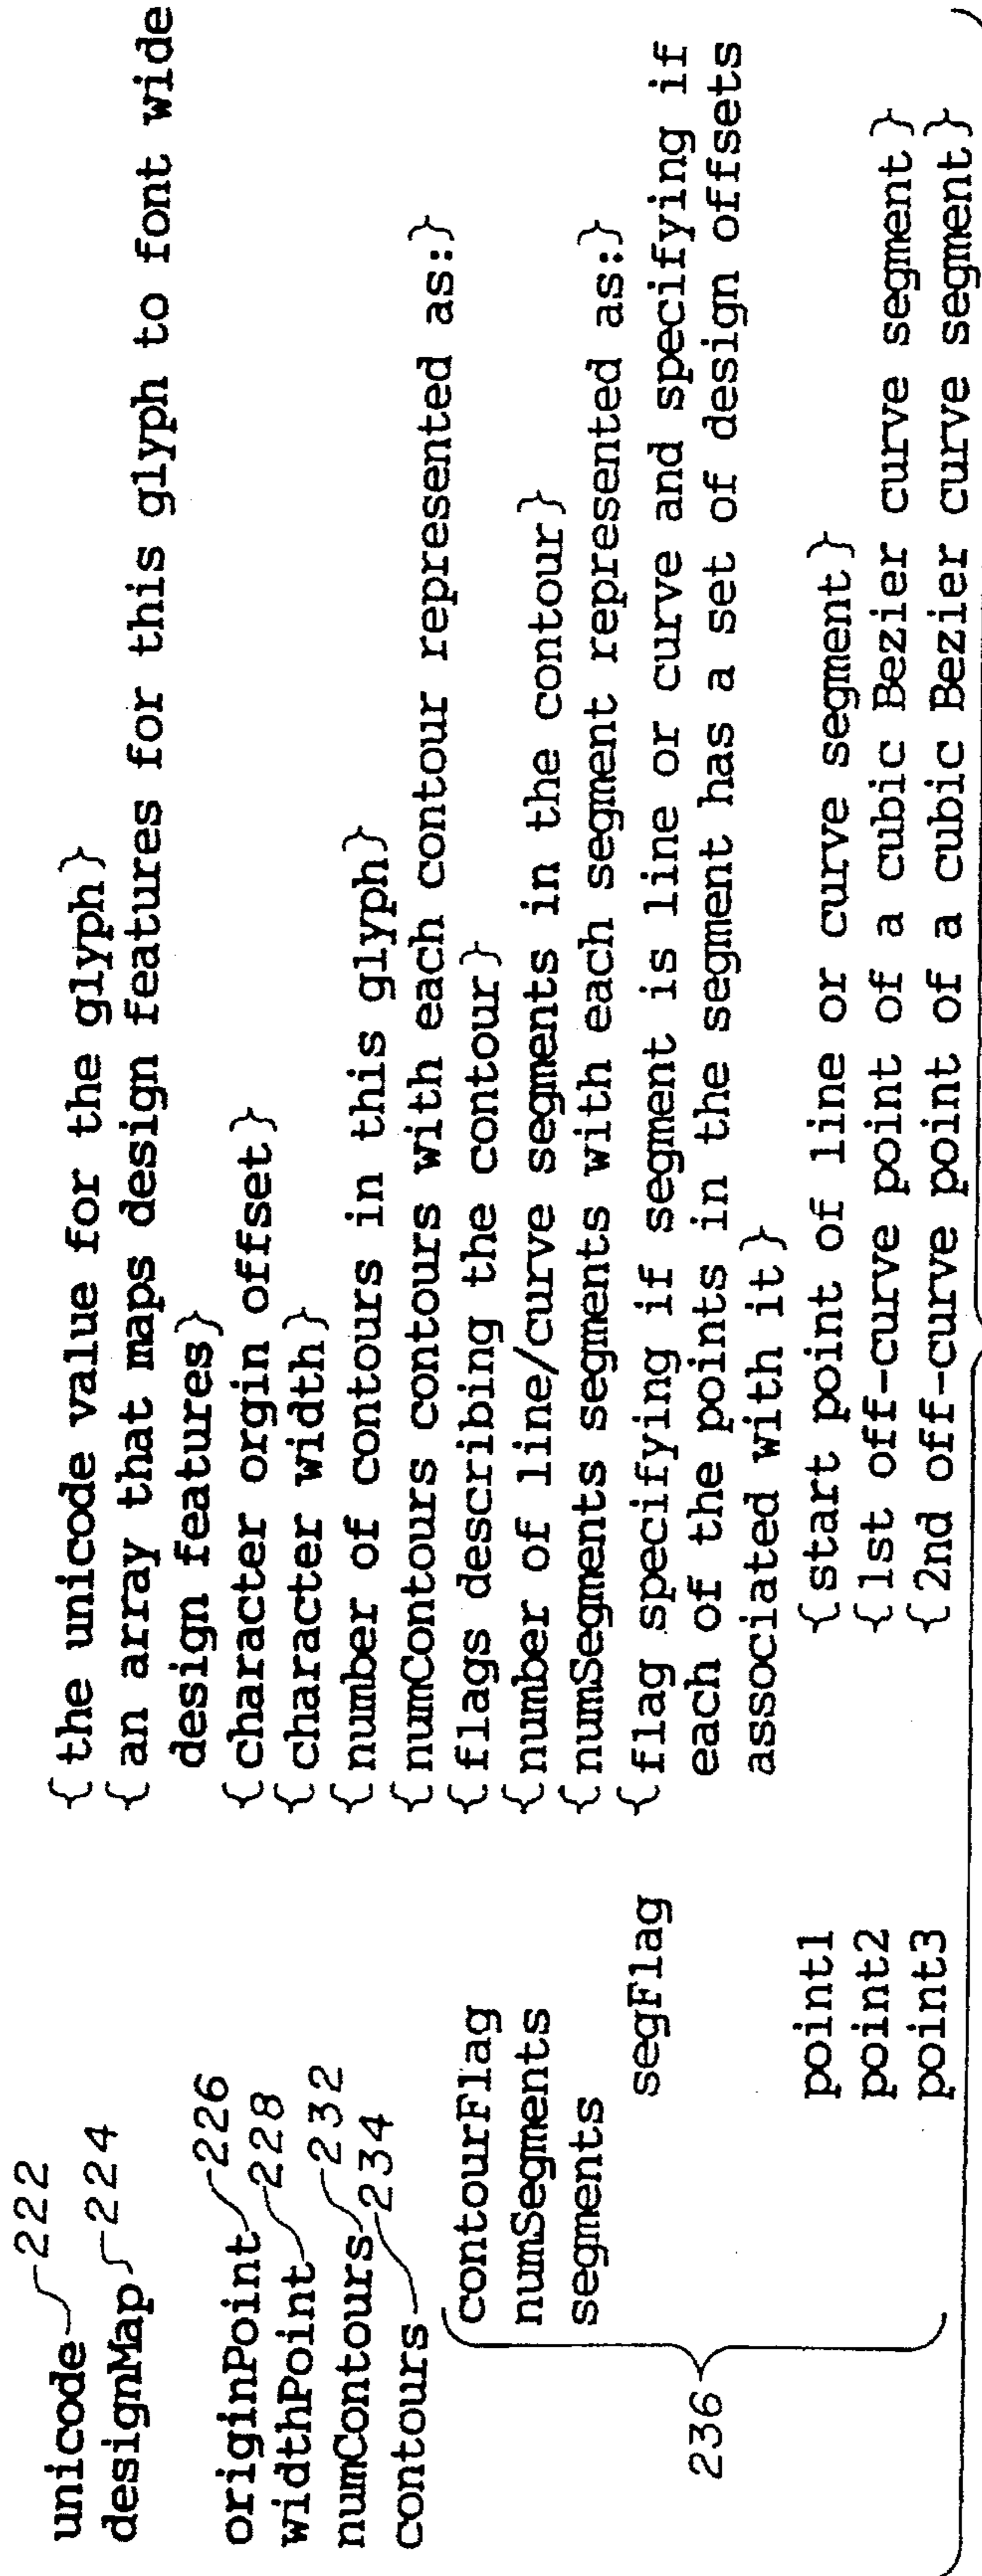 unicode 222 {the unicode value for the glyph}
designMap 224 {an array that maps design features for this glyph to font wide
design features}
originPoint 226 {character orgin offset}
widthPoint 228 {character width}
numContours 232 {number of contours in this glyph}
contours 234 {numContours contours with each contour represented as:}
contourFlag {flags describing the contour}
numSegments {number of line/curve segments in the contour}
segments {numSegments segments with each segment represented as:}
segFlag {flag specifying if segment is line or curve and specifying if
each of the points in the segment has a set of design offsets
associated with it}
236
point1 {start point of line or curve segment}
point2 {1st off-curve point of a cubic Bezier curve segment}
point3 {2nd off-curve point of a cubic Bezier curve segment}